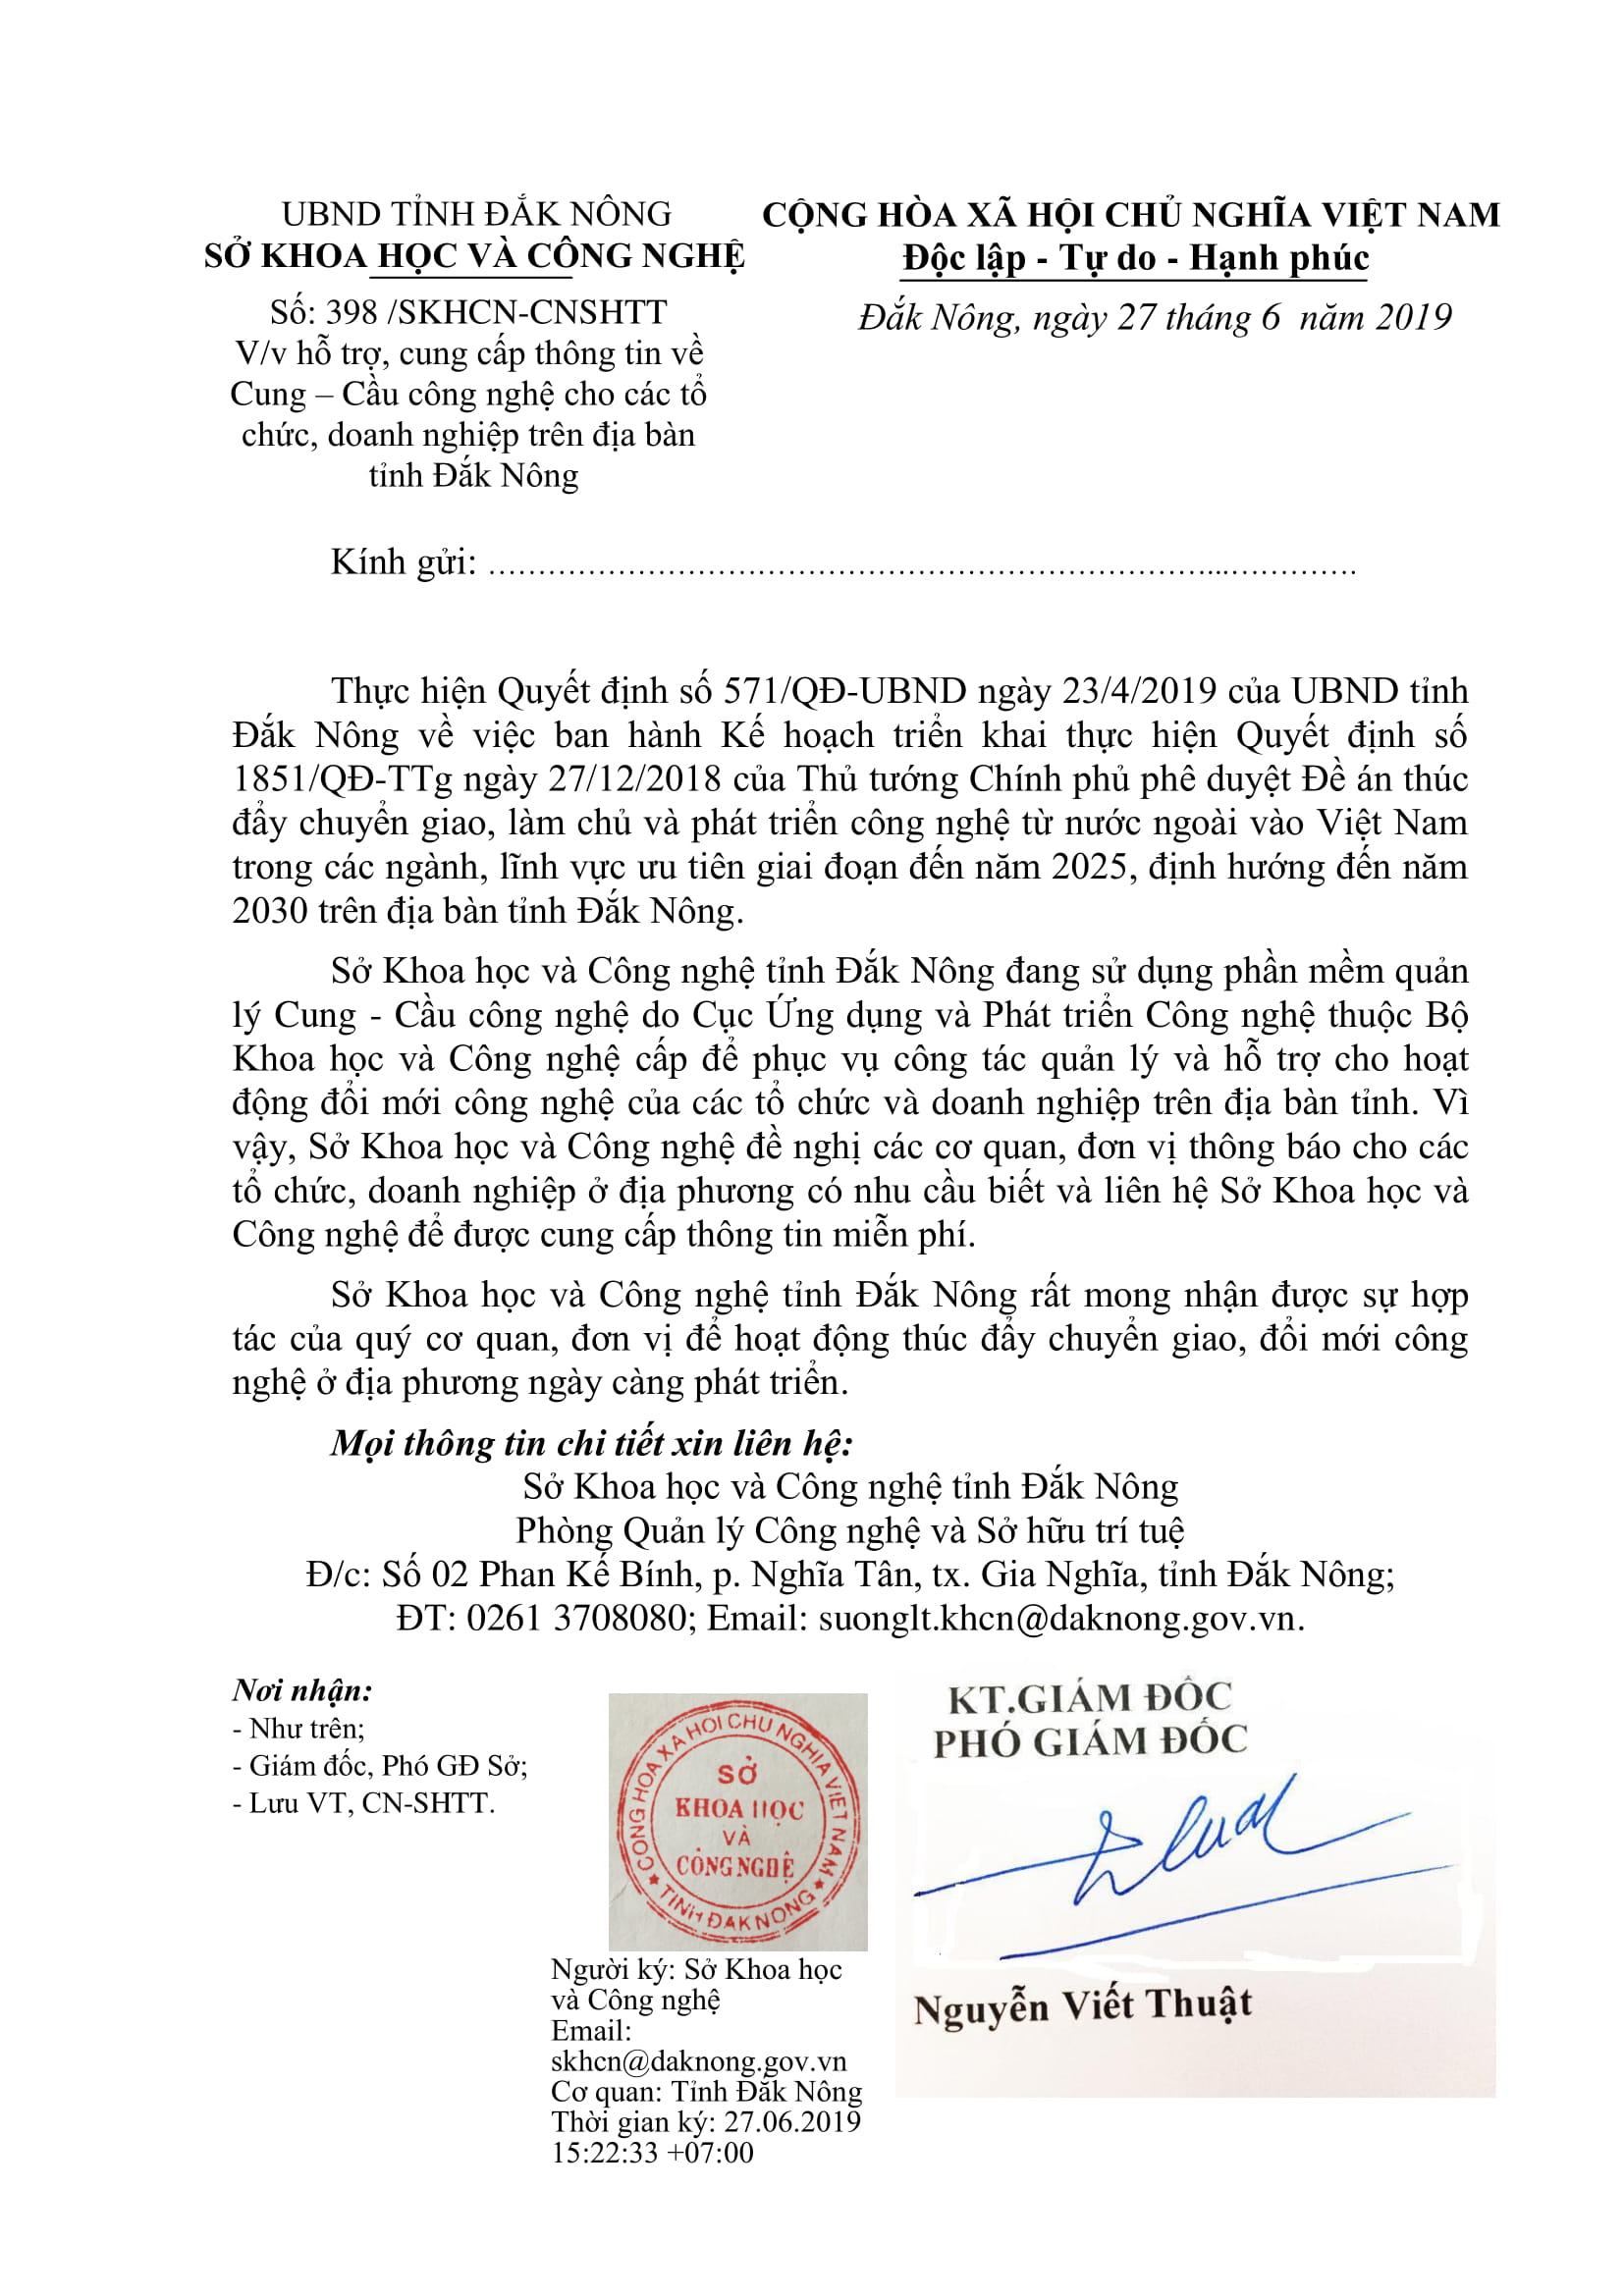 UBND TỈNH ĐẮK NÔNG
SỞ KHOA HỌC VÀ CÔNG NGHỆ
CỘNG HÒA XÃ HỘI CHỦ NGHĨA VIỆT NAM
Độc lập - Tự do - Hạnh phúc
Số: 398 /SKHCN-CNSHTT
V/v hỗ trợ, cung cấp thông tin về
Cung – Cầu công nghệ cho các tổ
chức, doanh nghiệp trên địa bàn
tỉnh Đắk Nông
Đắk Nông, ngày 27 tháng 6 năm 2019
Kính gửi: ………………………………………………………………...………….
Thực hiện Quyết định số 571/QĐ-UBND ngày 23/4/2019 của UBND tỉnh
Đắk Nông về việc ban hành Kế hoạch triển khai thực hiện Quyết định số
1851/QĐ-TTg ngày 27/12/2018 của Thủ tướng Chính phủ phê duyệt Đề án thúc
đẩy chuyển giao, làm chủ và phát triển công nghệ từ nước ngoài vào Việt Nam
trong các ngành, lĩnh vực ưu tiên giai đoạn đến năm 2025, định hướng đến năm
2030 trên địa bàn tỉnh Đắk Nông.
Sở Khoa học và Công nghệ tỉnh Đắk Nông đang sử dụng phần mềm quản
lý Cung - Cầu công nghệ do Cục Ứng dụng và Phát triển Công nghệ thuộc Bộ
Khoa học và Công nghệ cấp để phục vụ công tác quản lý và hỗ trợ cho hoạt
động đổi mới công nghệ của các tổ chức và doanh nghiệp trên địa bàn tỉnh. Vì
vậy, Sở Khoa học và Công nghệ đề nghị các cơ quan, đơn vị thông báo cho các
tổ chức, doanh nghiệp ở địa phương có nhu cầu biết và liên hệ Sở Khoa học và
Công nghệ để được cung cấp thông tin miễn phí.
Sở Khoa học và Công nghệ tỉnh Đắk Nông rất mong nhận được sự hợp
tác của quý cơ quan, đơn vị để hoạt động thúc đẩy chuyển giao, đổi mới công
nghệ ở địa phương ngày càng phát triển.
Mọi thông tin chi tiết xin liên hệ:
Sở Khoa học và Công nghệ tỉnh Đắk Nông
Phòng Quản lý Công nghệ và Sở hữu trí tuệ
Đ/c: Số 02 Phan Kế Bính, p. Nghĩa Tân, tx. Gia Nghĩa, tỉnh Đắk Nông;
ĐT: 0261 3708080; Email: suonglt.khcn@daknong.gov.vn.
Nơi nhận:
- Như trên;
- Giám đốc, Phó GĐ Sở;
- Lưu VT, CN-SHTT.
CỘNG HÒA XÃ HỘI CHỦ NGHĨA VIỆT NAM
SỞ
KHOA HỌC
VÀ
CÔNG NGHỆ
TỈNH ĐẮK NÔNG
Người ký: Sở Khoa học
và Công nghệ
Email:
skhcn@daknong.gov.vn
Cơ quan: Tỉnh Đắk Nông
Thời gian ký: 27.06.2019
15:22:33 +07:00
KT.GIÁM ĐỐC
PHÓ GIÁM ĐỐC
Nguyễn Viết Thuật